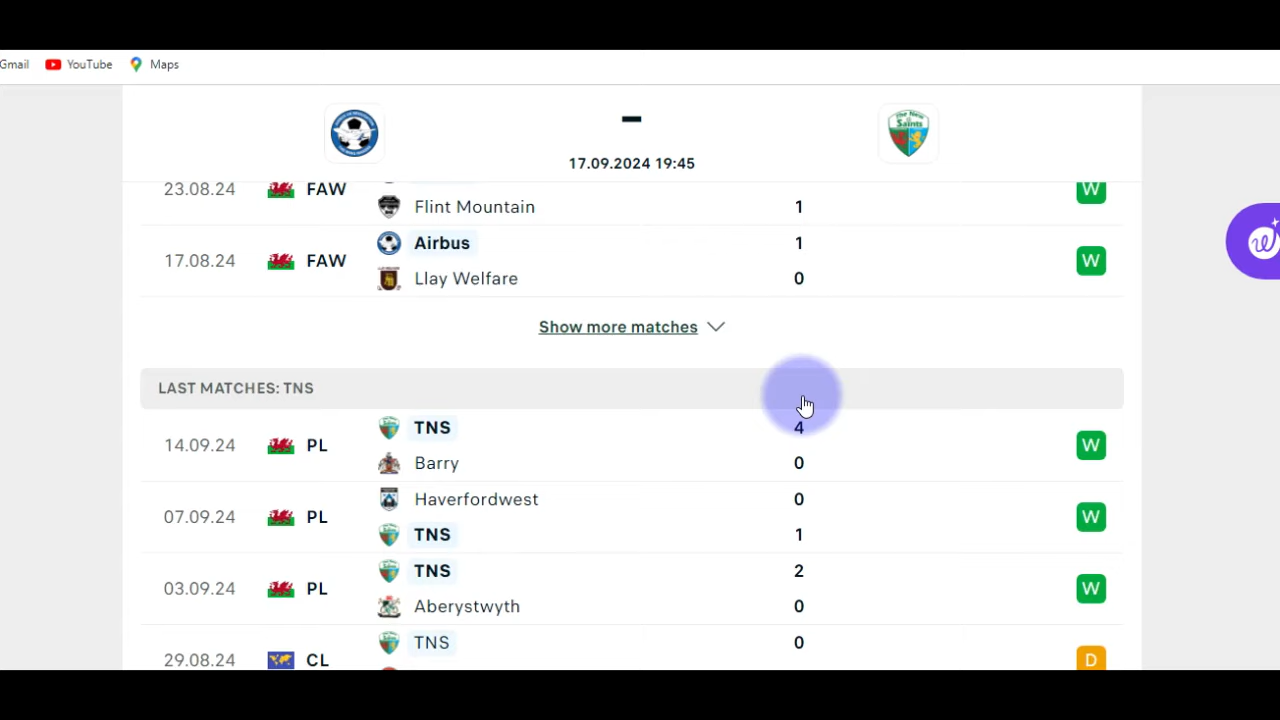 Gmail YouTube Maps
The New Saints
17.09.2024 19:45
23.08.24 FAW W
Flint Mountain 1
Airbus 1
17.08.24 FAW W
Llay Welfare 0
Show more matches
LAST MATCHES: TNS
TNS 4
14.09.24 PL W
Barry 0
Haverfordwest 0
07.09.24 PL W
TNS 1
TNS 2
03.09.24 PL W
Aberystwyth 0
TNS 0
29.08.24 CL D